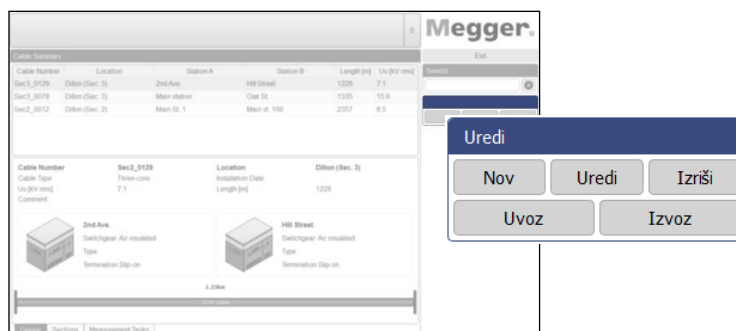 Megger.
Cable Summary
Exit
Cable Number Location Station A Station B Length [m] Uo [kV rms]
Search
Sec3_0129 Dillon (Sec. 3) 2nd Ave. Hill Street 1228 7.1
Sec3_0078 Dillon (Sec. 3) Main station Oak St. 1335 15.6
Sec2_0012 Dillon (Sec. 2) Main St. 1 Main st. 160 2357 8.5
Uredi
Nov Uredi Izriši
Uvoz Izvoz
Cable Number Sec3_0129 Location Dillon (Sec. 3)
Cable Type Three-core Installation Date
Uo [kV rms] 7.1 Length [m] 1228
Comment
2nd Ave. Hill Street
Switchgear Air insulated Switchgear Air insulated
Type Type
Termination Slip-on Termination Slip-on
1.23km
Details Sections Measurement Tasks